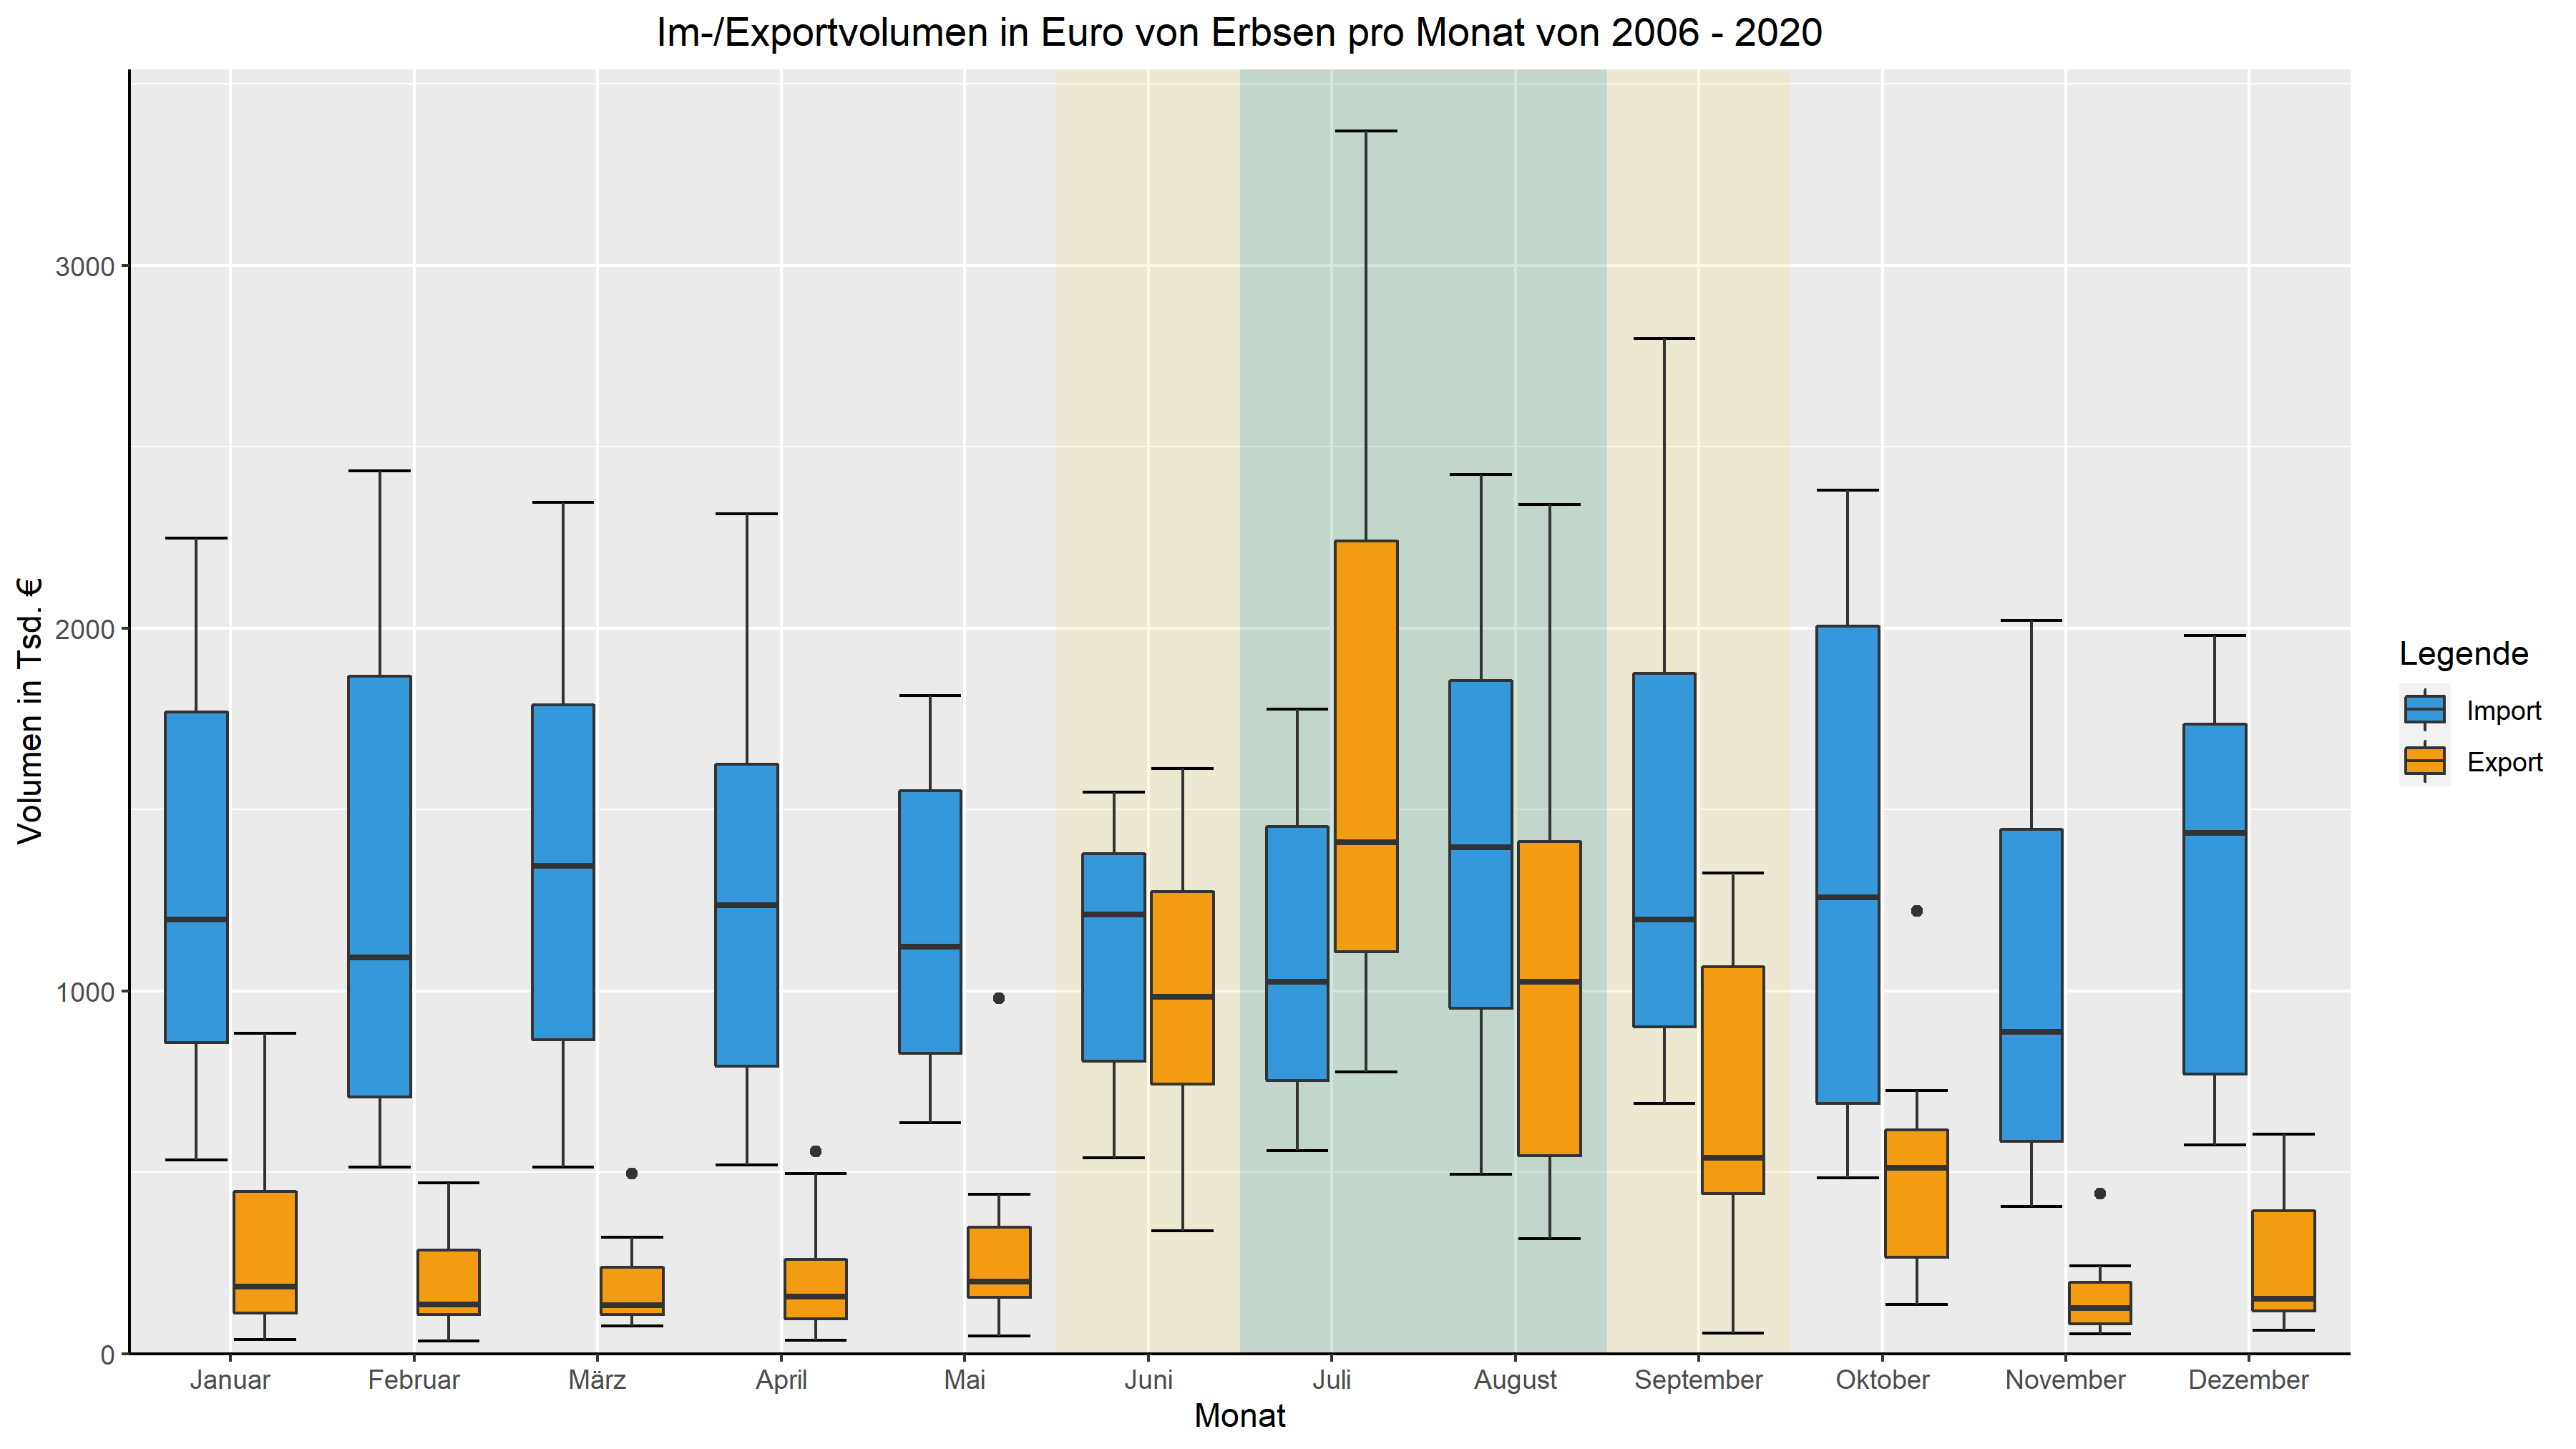 Im-/Exportvolumen in Euro von Erbsen pro Monat von 2006 - 2020
Volumen in Tsd. €
3000
2000
1000
0
Januar
Februar
März
April
Mai
Juni
Juli
August
September
Oktober
November
Dezember
Monat
Legende
Import
Export